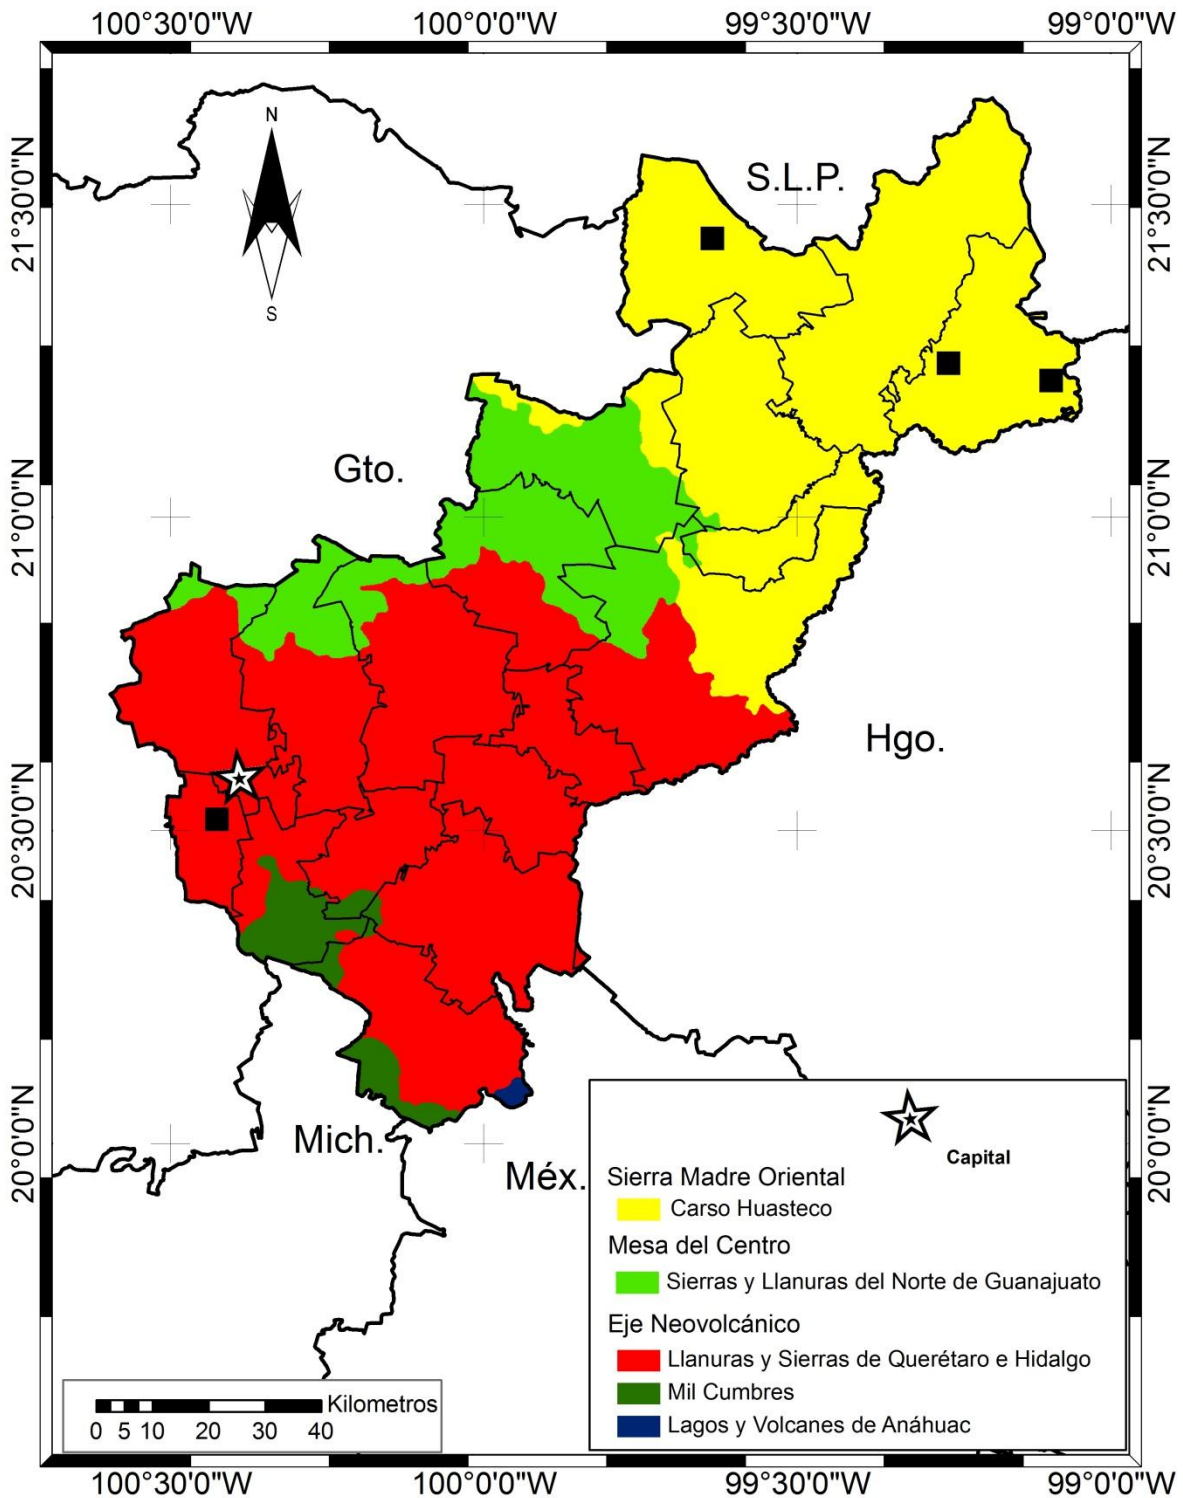 100°30'0"W 100°0'0"W 99°30'0"W 99°0'0"W
N
S
S.L.P.
21°30'0"N 21°30'0"N
Gto.
21°0'0"N 21°0'0"N
Hgo.
20°30'0"N 20°30'0"N
Mich.
Méx.
20°0'0"N 20°0'0"N
Capital
Sierra Madre Oriental
Carso Huasteco
Mesa del Centro
Sierras y Llanuras del Norte de Guanajuato
Eje Neovolcánico
Llanuras y Sierras de Querétaro e Hidalgo
Mil Cumbres
Lagos y Volcanes de Anáhuac
Kilometros
0 5 10 20 30 40
100°30'0"W 100°0'0"W 99°30'0"W 99°0'0"W